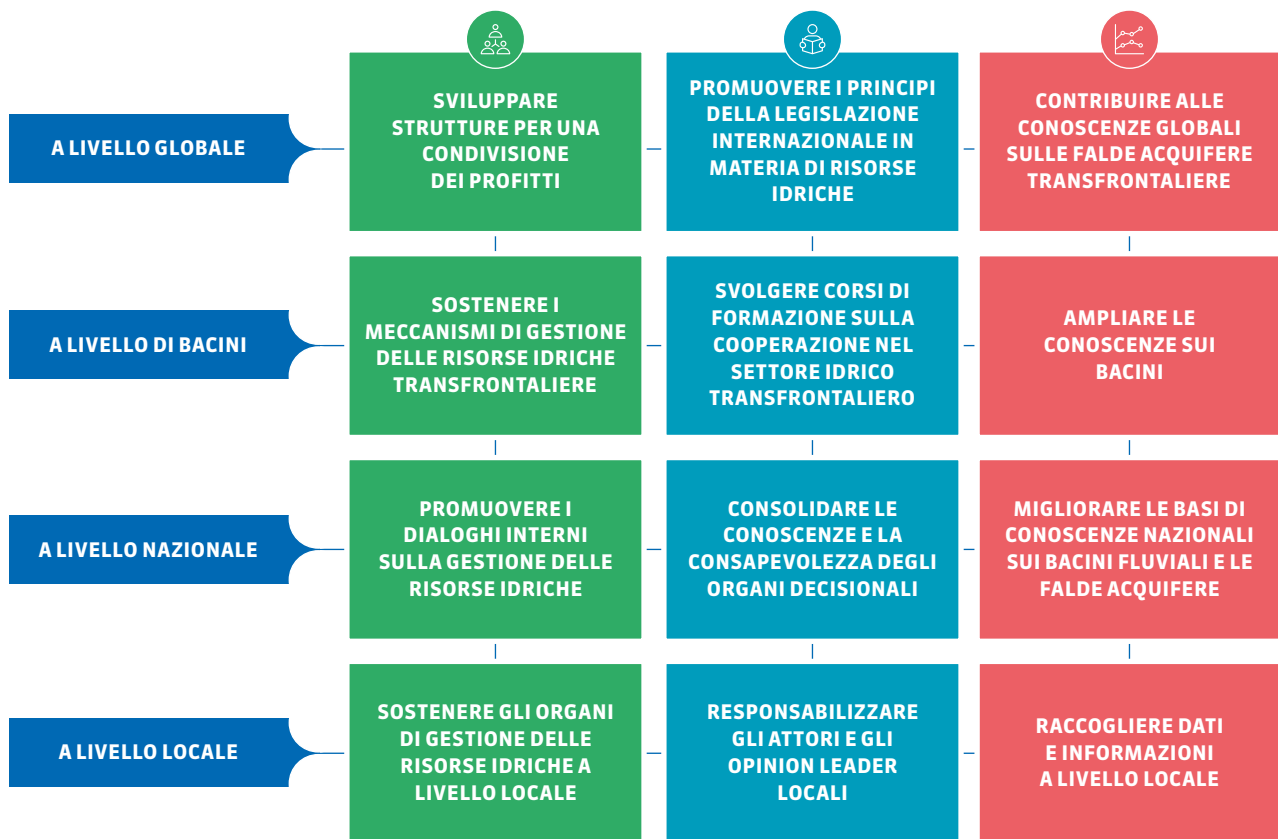 A LIVELLO GLOBALE
SVILUPPARE
STRUTTURE PER UNA
CONDIVISIONE
DEI PROFITTI
PROMUOVERE I PRINCIPI
DELLA LEGISLAZIONE
INTERNAZIONALE IN
MATERIA DI RISORSE
IDRICHE
CONTRIBUIRE ALLE
CONOSCENZE GLOBALI
SULLE FALDE ACQUIFERE
TRANSFRONTALIERE
A LIVELLO DI BACINI
SOSTENERE I
MECCANISMI DI GESTIONE
DELLE RISORSE IDRICHE
TRANSFRONTALIERE
SVOLGERE CORSI DI
FORMAZIONE SULLA
COOPERAZIONE NEL
SETTORE IDRICO
TRANSFRONTALIERO
AMPLIARE LE
CONOSCENZE SUI
BACINI
A LIVELLO NAZIONALE
PROMUOVERE I
DIALOGHI INTERNI
SULLA GESTIONE DELLE
RISORSE IDRICHE
CONSOLIDARE LE
CONOSCENZE E LA
CONSAPEVOLEZZA DEGLI
ORGANI DECISIONALI
MIGLIORARE LE BASI DI
CONOSCENZE NAZIONALI
SUI BACINI FLUVIALI E LE
FALDE ACQUIFERE
A LIVELLO LOCALE
SOSTENERE GLI ORGANI
DI GESTIONE DELLE
RISORSE IDRICHE A
LIVELLO LOCALE
RESPONSABILIZZARE
GLI ATTORI E GLI
OPINION LEADER
LOCALI
RACCOGLIERE DATI
E INFORMAZIONI
A LIVELLO LOCALE